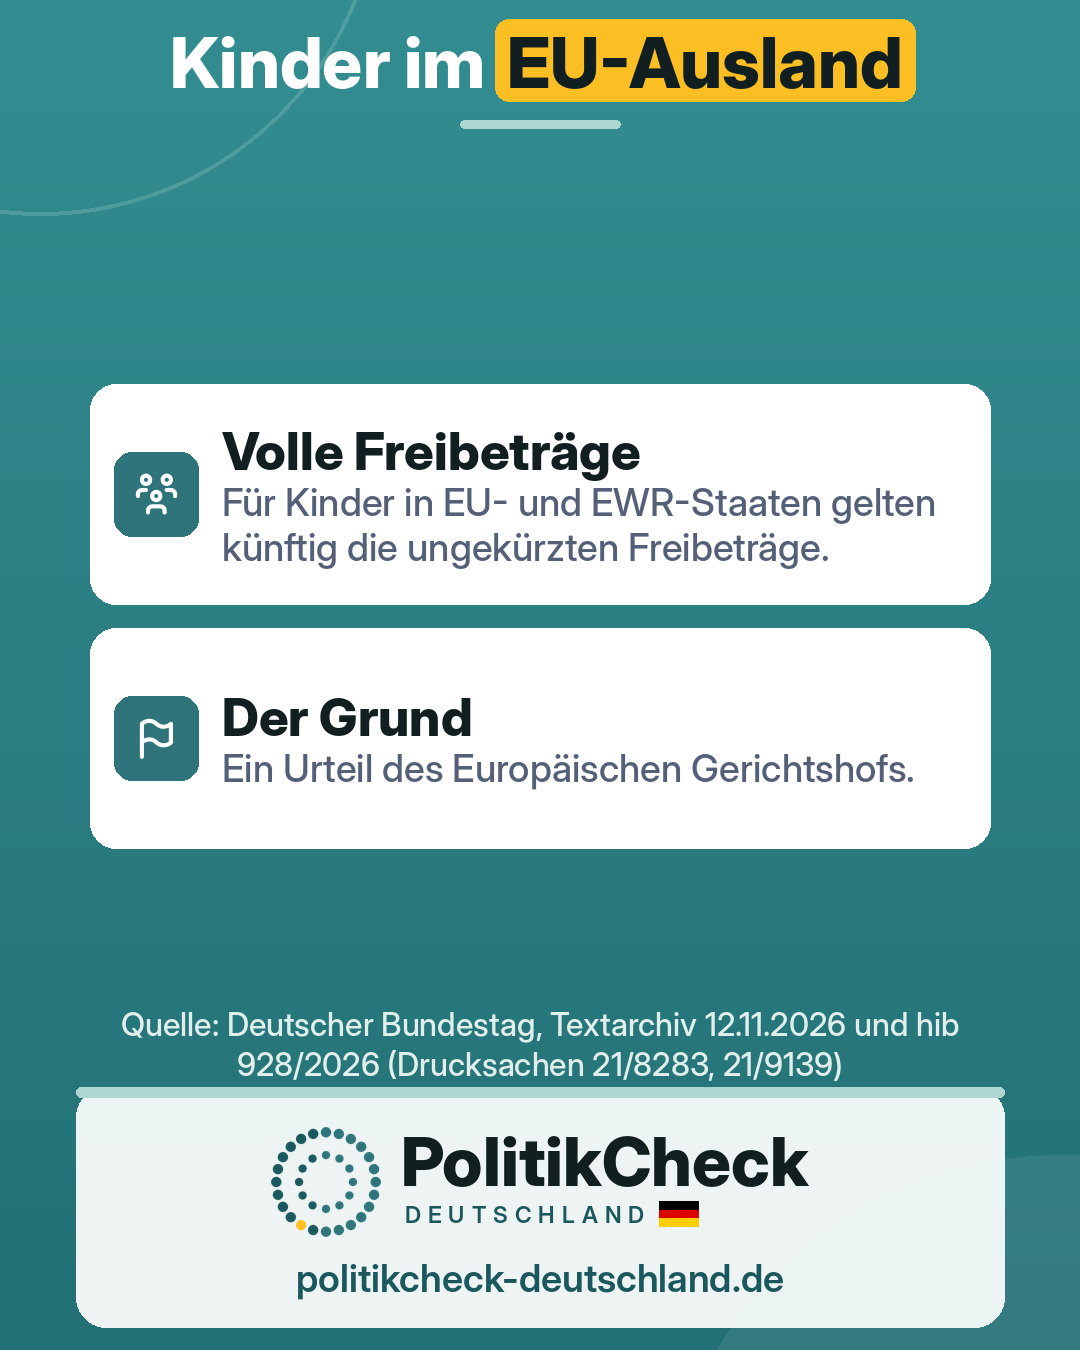 Kinder im EU-Ausland
Volle Freibeträge
Für Kinder in EU- und EWR-Staaten gelten
künftig die ungekürzten Freibeträge.
Der Grund
Ein Urteil des Europäischen Gerichtshofs.
Quelle: Deutscher Bundestag, Textarchiv 12.11.2026 und hib
928/2026 (Drucksachen 21/8283, 21/9139)
PolitikCheck
DEUTSCHLAND
politikcheck-deutschland.de